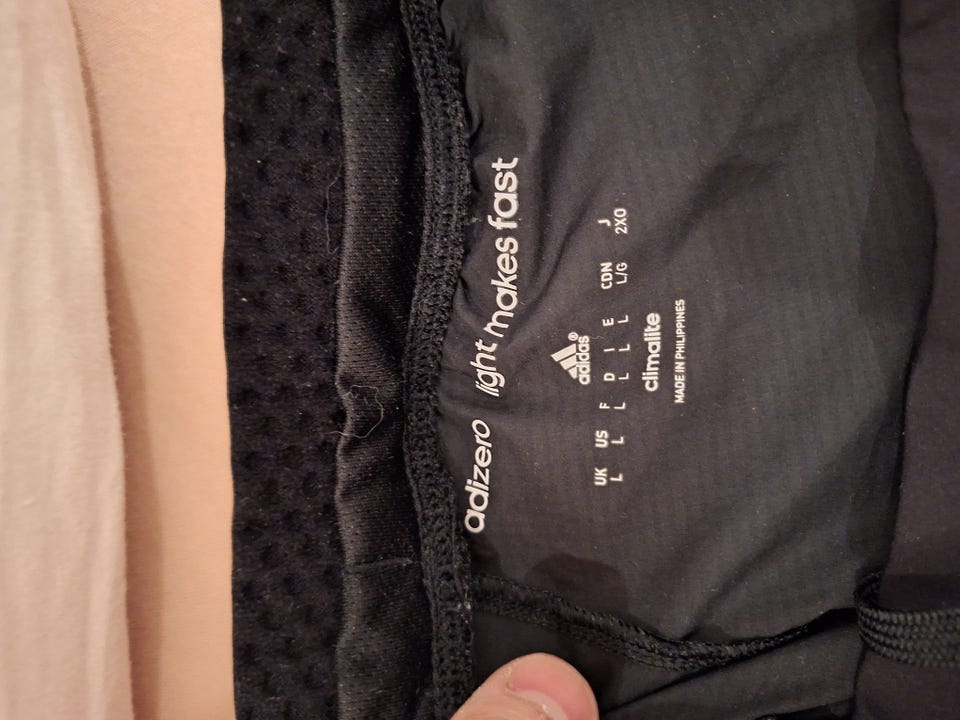 adizero light makes fast
adidas®
UK US F D I E CDN J
L L L L L L L/G 2XO
climalite
MADE IN PHILIPPINES